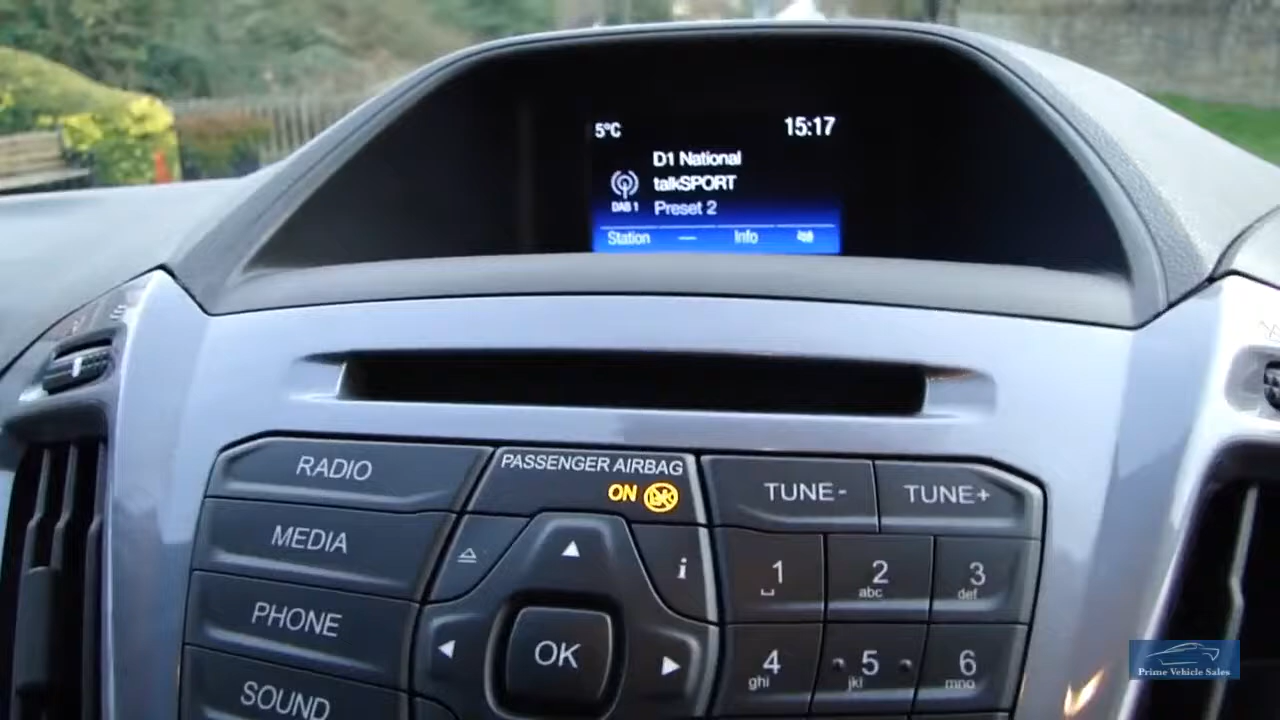 5°C 15:17
D1 National
talkSPORT
DAB 1 Preset 2
Station — Info
RADIO
PASSENGER AIRBAG
ON
TUNE- TUNE+
MEDIA
i
1 2 abc 3 def
PHONE
OK
4 ghi 5 jkl 6 mno
SOUND
Prime Vehicle Sales